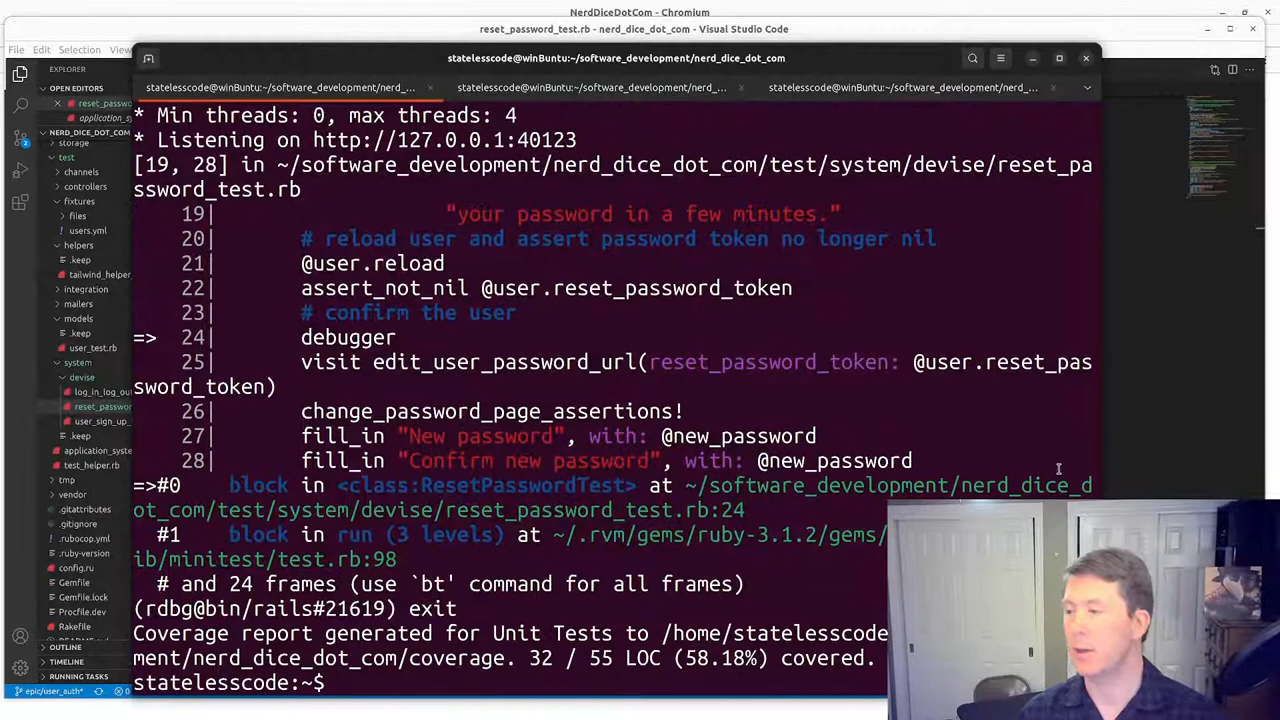 NerdDiceDotCom - Chromium
reset_password_test.rb - nerd_dice_dot_com - Visual Studio Code
File Edit Selection View
statelesscode@winBuntu:~/software_development/nerd_dice_dot_com
statelesscode@winBuntu:~/software_development/nerd_... × statelesscode@winBuntu:~/software_development/nerd_... × statelesscode@winBuntu:~/software_development/nerd_... ×
EXPLORER
OPEN EDITORS
reset_passwo
application_s
NERD_DICE_DOT_COM
storage
test
channels
controllers
fixtures
files
users.yml
helpers
.keep
tailwind_helper
integration
mailers
models
.keep
user_test.rb
system
devise
log_in_log_out
reset_passwor
user_sign_up_
.keep
application_system
test_helper.rb
tmp
vendor
.gitattributes
.gitignore
.rubocop.yml
.ruby-version
config.ru
Gemfile
Gemfile.lock
Procfile.dev
Rakefile
OUTLINE
TIMELINE
RUNNING TASKS
epic/user_auth*
* Min threads: 0, max threads: 4
* Listening on http://127.0.0.1:40123
[19, 28] in ~/software_development/nerd_dice_dot_com/test/system/devise/reset_pa
ssword_test.rb
19| "your password in a few minutes."
20| # reload user and assert password token no longer nil
21| @user.reload
22| assert_not_nil @user.reset_password_token
23| # confirm the user
=> 24| debugger
25| visit edit_user_password_url(reset_password_token: @user.reset_pas
sword_token)
26| change_password_page_assertions!
27| fill_in "New password", with: @new_password
28| fill_in "Confirm new password", with: @new_password
=>#0 block in <class:ResetPasswordTest> at ~/software_development/nerd_dice_d
ot_com/test/system/devise/reset_password_test.rb:24
#1 block in run (3 levels) at ~/.rvm/gems/ruby-3.1.2/gems/
ib/minitest/test.rb:98
# and 24 frames (use `bt' command for all frames)
(rdbg@bin/rails#21619) exit
Coverage report generated for Unit Tests to /home/statelesscode
ment/nerd_dice_dot_com/coverage. 32 / 55 LOC (58.18%) covered.
statelesscode:~$